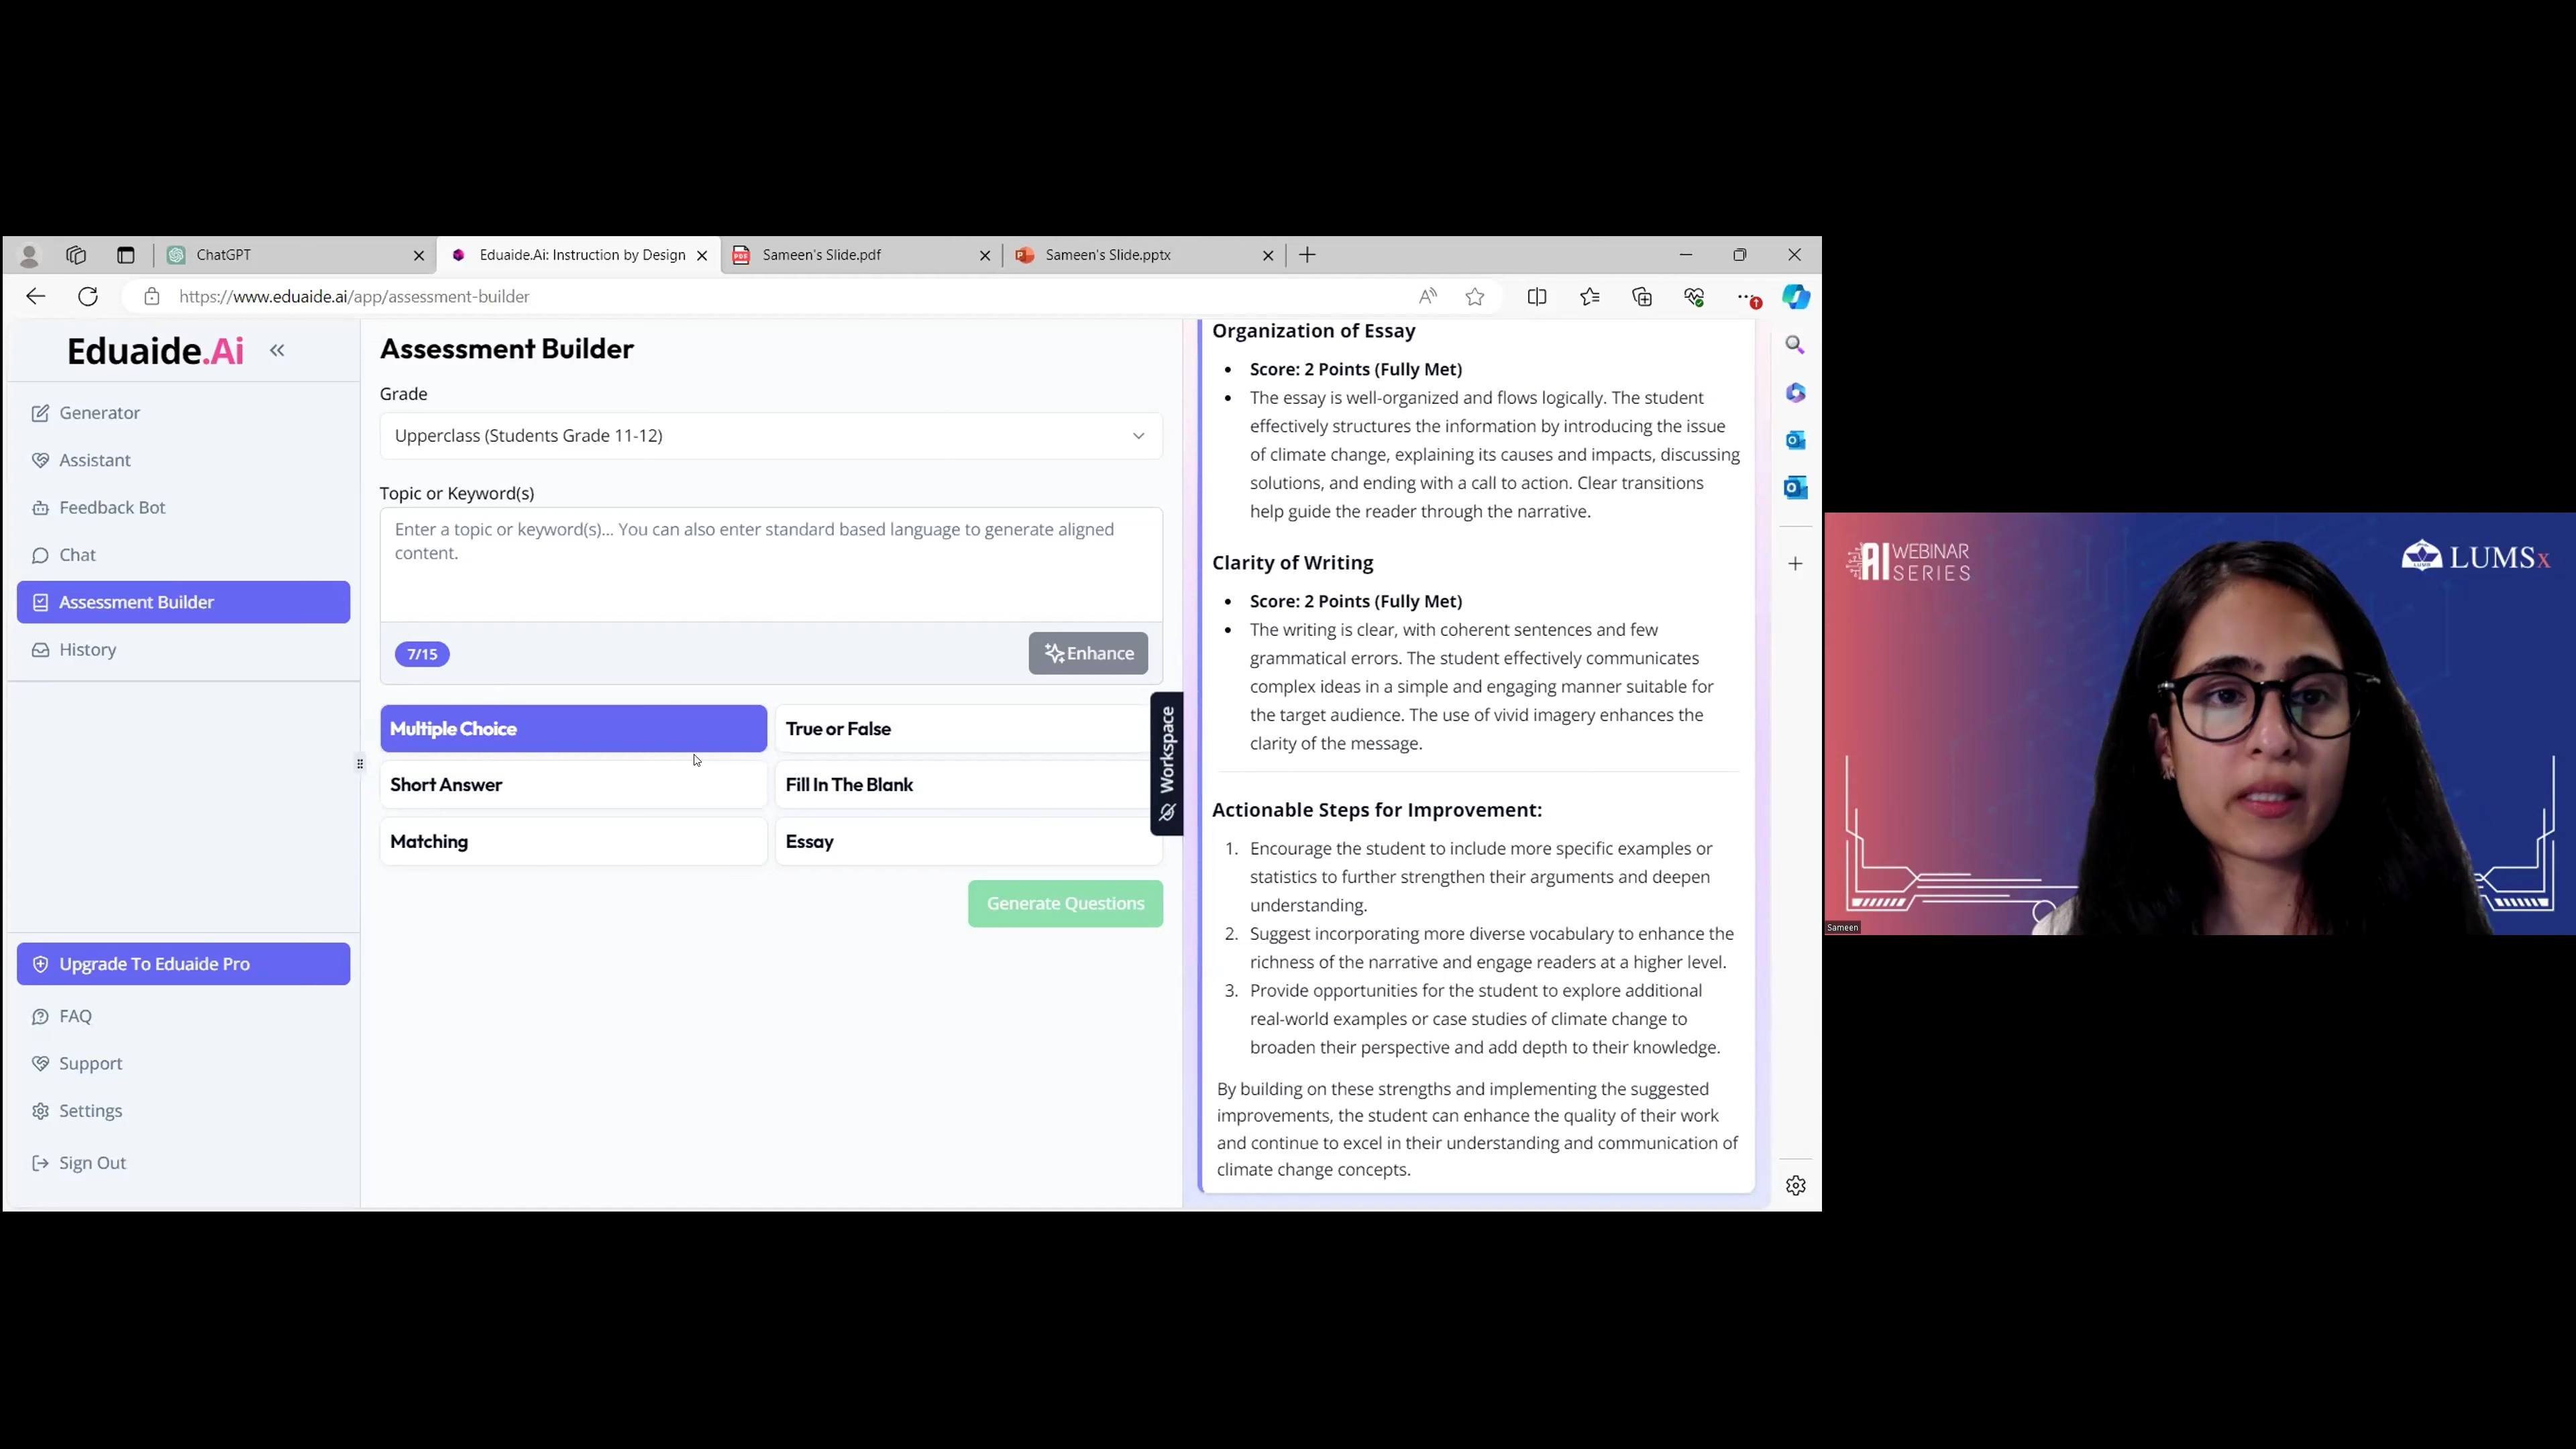 ChatGPT
Eduaide.Ai: Instruction by Design
Sameen's Slide.pdf
Sameen's Slide.pptx
https://www.eduaide.ai/app/assessment-builder
Eduaide.Ai
Generator
Assistant
Feedback Bot
Chat
Assessment Builder
History
Upgrade To Eduaide Pro
FAQ
Support
Settings
Sign Out
Assessment Builder
Grade
Upperclass (Students Grade 11-12)
Topic or Keyword(s)
Enter a topic or keyword(s)... You can also enter standard based language to generate aligned
content.
7/15
Enhance
Multiple Choice
True or False
Short Answer
Fill In The Blank
Matching
Essay
Generate Questions
Workspace
Organization of Essay
• Score: 2 Points (Fully Met)
• The essay is well-organized and flows logically. The student
effectively structures the information by introducing the issue
of climate change, explaining its causes and impacts, discussing
solutions, and ending with a call to action. Clear transitions
help guide the reader through the narrative.
Clarity of Writing
• Score: 2 Points (Fully Met)
• The writing is clear, with coherent sentences and few
grammatical errors. The student effectively communicates
complex ideas in a simple and engaging manner suitable for
the target audience. The use of vivid imagery enhances the
clarity of the message.
Actionable Steps for Improvement:
1. Encourage the student to include more specific examples or
statistics to further strengthen their arguments and deepen
understanding.
2. Suggest incorporating more diverse vocabulary to enhance the
richness of the narrative and engage readers at a higher level.
3. Provide opportunities for the student to explore additional
real-world examples or case studies of climate change to
broaden their perspective and add depth to their knowledge.
By building on these strengths and implementing the suggested
improvements, the student can enhance the quality of their work
and continue to excel in their understanding and communication of
climate change concepts.
AI WEBINAR
SERIES
LUMSx
Sameen